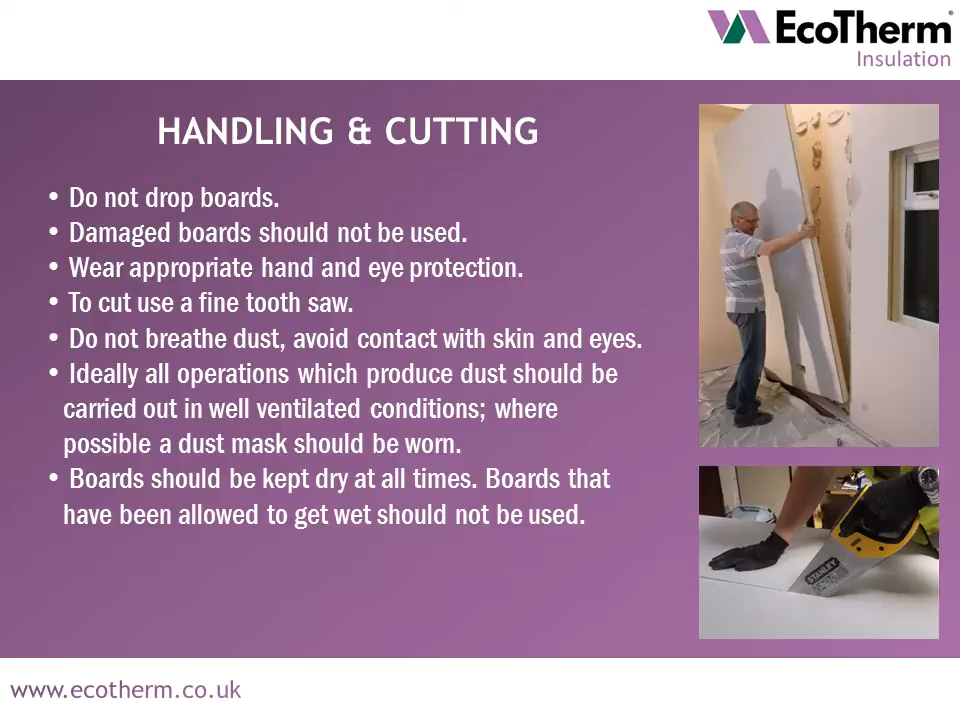 EcoTherm®
Insulation
HANDLING & CUTTING
• Do not drop boards.
• Damaged boards should not be used.
• Wear appropriate hand and eye protection.
• To cut use a fine tooth saw.
• Do not breathe dust, avoid contact with skin and eyes.
• Ideally all operations which produce dust should be
carried out in well ventilated conditions; where
possible a dust mask should be worn.
• Boards should be kept dry at all times. Boards that
have been allowed to get wet should not be used.
STANLEY
www.ecotherm.co.uk